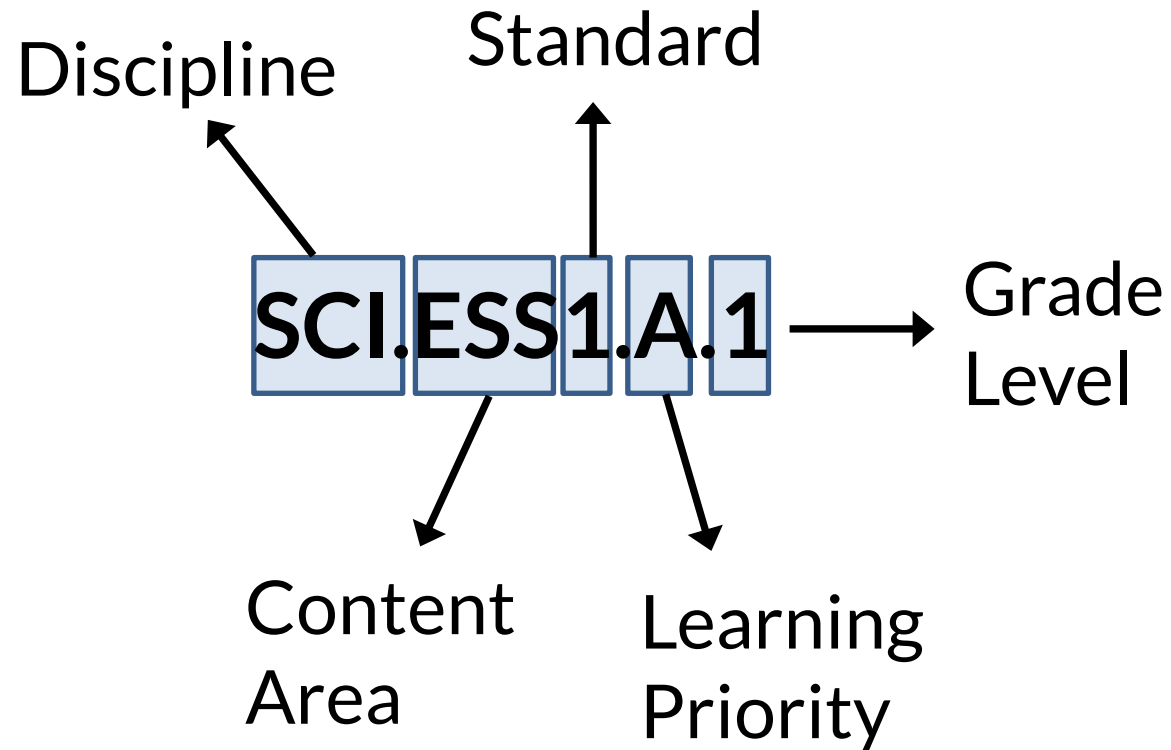 Standard
Discipline
SCI.ESS1.A.1
Grade
Level
Content
Area
Learning
Priority